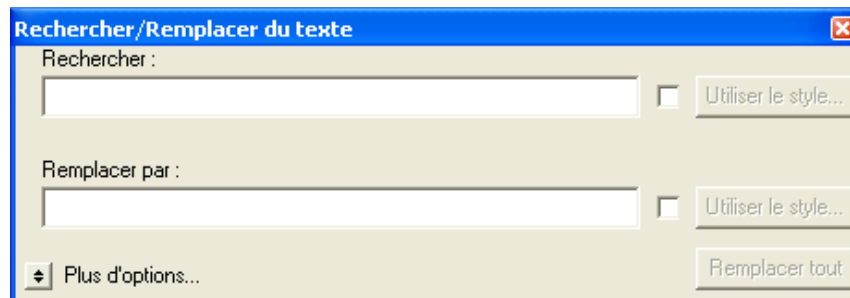 Rechercher/Remplacer du texte
Rechercher :
Utiliser le style...
Remplacer par :
Utiliser le style...
Plus d'options...
Remplacer tout